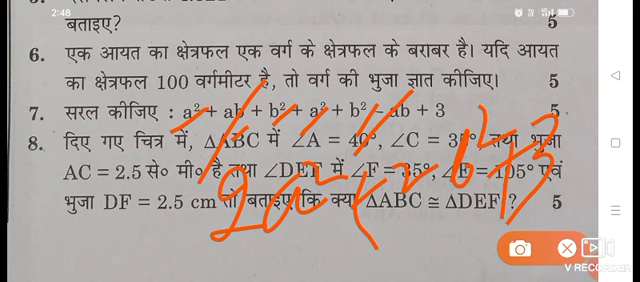 2:48
बताइए? 5
6. एक आयत का क्षेत्रफल एक वर्ग के क्षेत्रफल के बराबर है। यदि आयत
का क्षेत्रफल 100 वर्गमीटर है, तो वर्ग की भुजा ज्ञात कीजिए। 5
7. सरल कीजिए : a² + ab + b² + a² + b² - ab + 3 5
8. दिए गए चित्र में, ΔABC में ∠A = 40°, ∠C = 35° तथा भुजा
AC = 2.5 से० मी० है तथा ∠DEF में ∠F = 35°, ∠E = 105° एवं
भुजा DF = 2.5 cm तो बताइए कि क्या ΔABC ≅ ΔDEF ? 5
V RECORDER